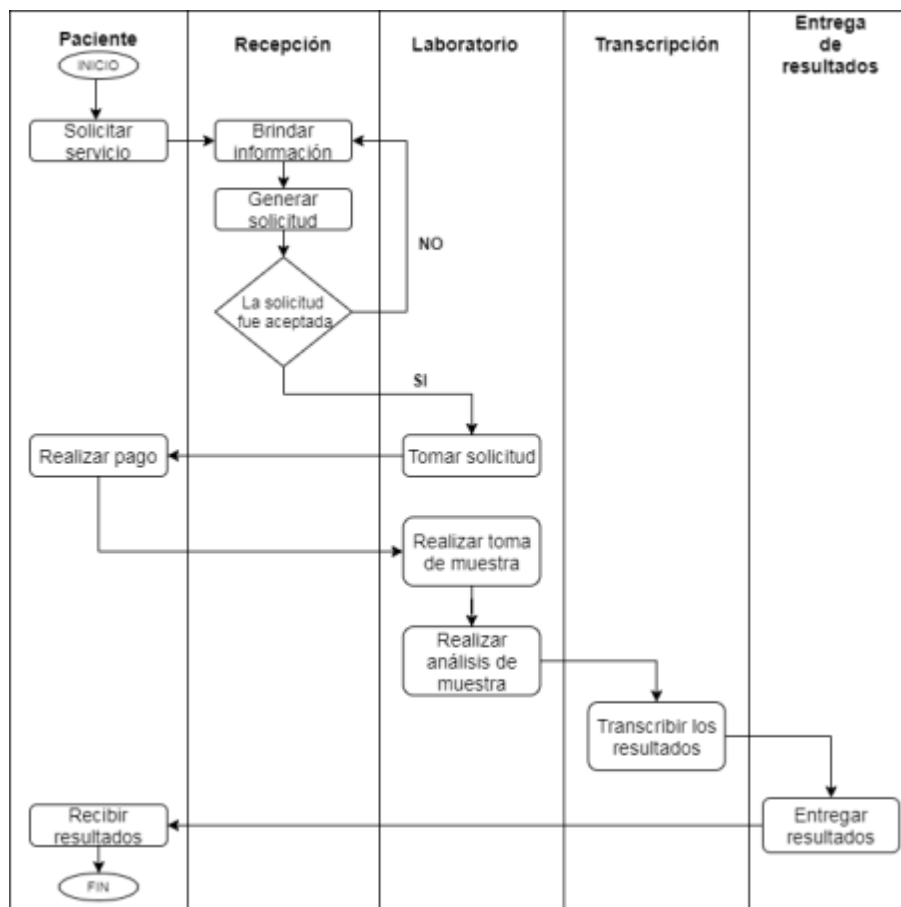 Paciente
Recepción
Laboratorio
Transcripción
Entrega
de
resultados
INICIO
Solicitar
servicio
Brindar
información
Generar
solicitud
NO
La solicitud
fue aceptada
SI
Realizar pago
Tomar solicitud
Realizar toma
de muestra
Realizar
análisis de
muestra
Transcribir los
resultados
Entregar
resultados
Recibir
resultados
FIN